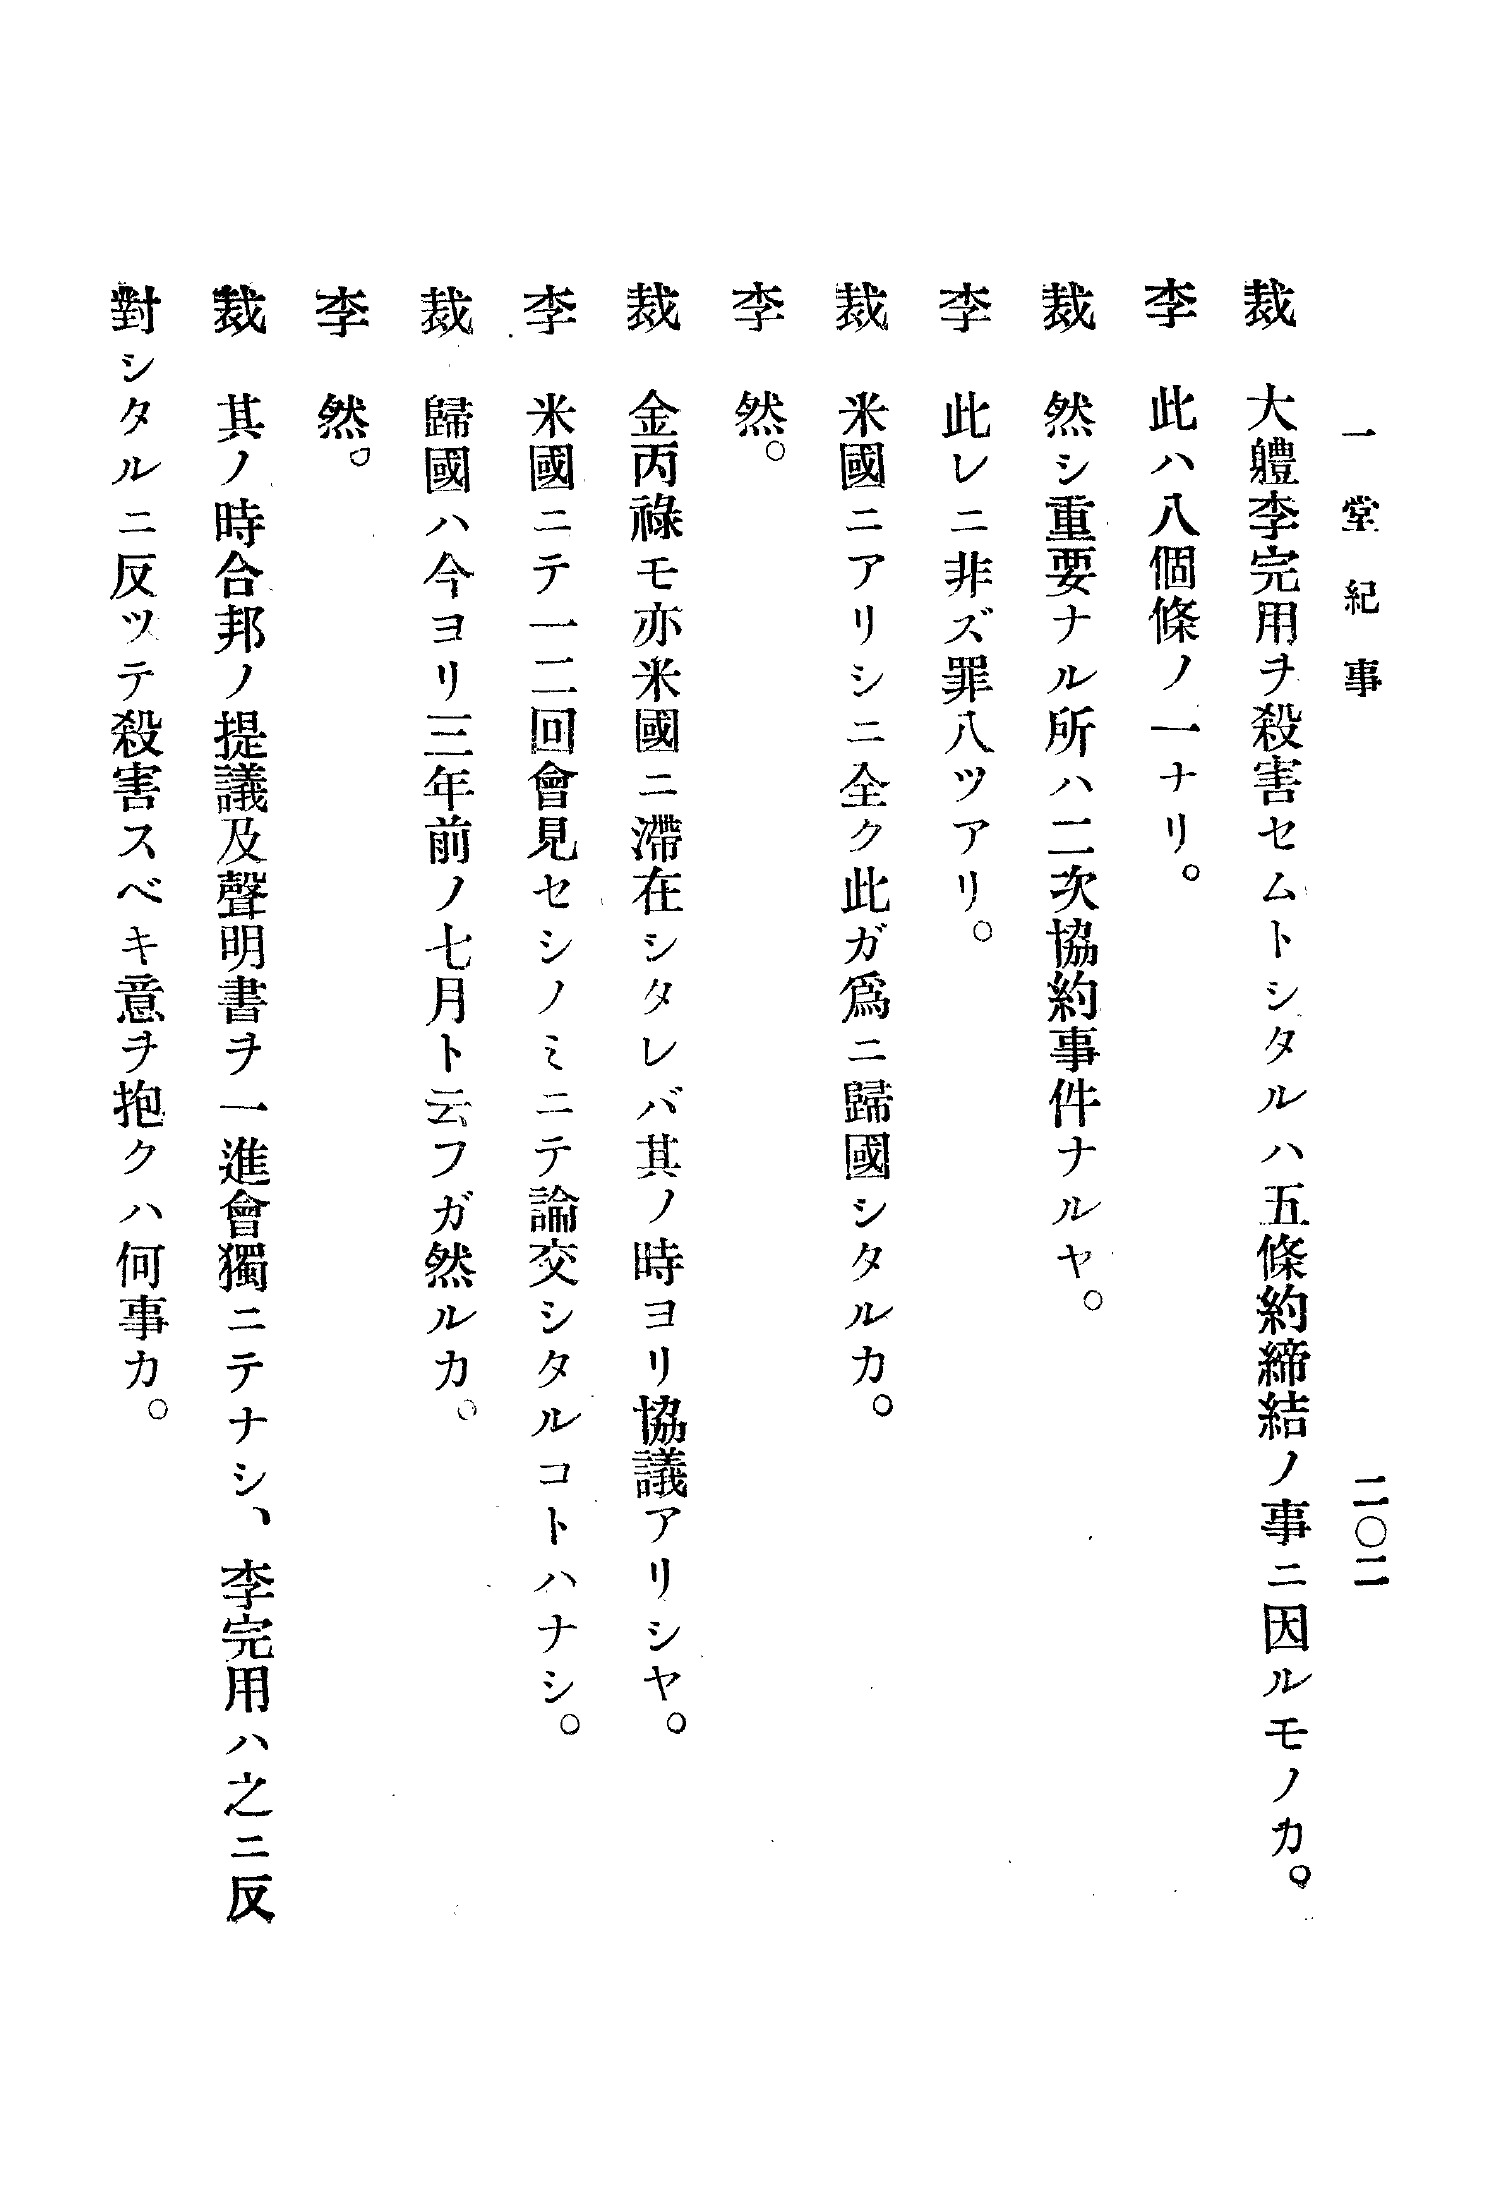 一堂紀事　二〇二
裁　大軆李完用ヲ殺害セムトシタルハ五條約締結ノ事ニ因ルモノカ。
李　此ハ八個條ノ一ナリ。
裁　然シ重要ナル所ハ二次協約事件ナルヤ。
李　此レニ非ズ罪八ツアリ。
裁　米國ニアリシニ全ク此ガ爲ニ歸國シタルカ。
李　然。
裁　金丙祿モ亦米國ニ滯在シタレバ其ノ時ヨリ協議アリシヤ。
李　米國ニテ一二回會見セシノミニテ論交シタルコトハナシ。
裁　歸國ハ今ヨリ三年前ノ七月ト云フガ然ルカ。
李　然。
裁　其ノ時合邦ノ提議及聲明書ヲ一進會獨ニテナシ、李完用ハ之ニ反
對シタルニ反ツテ殺害スベキ意ヲ抱クハ何事カ。